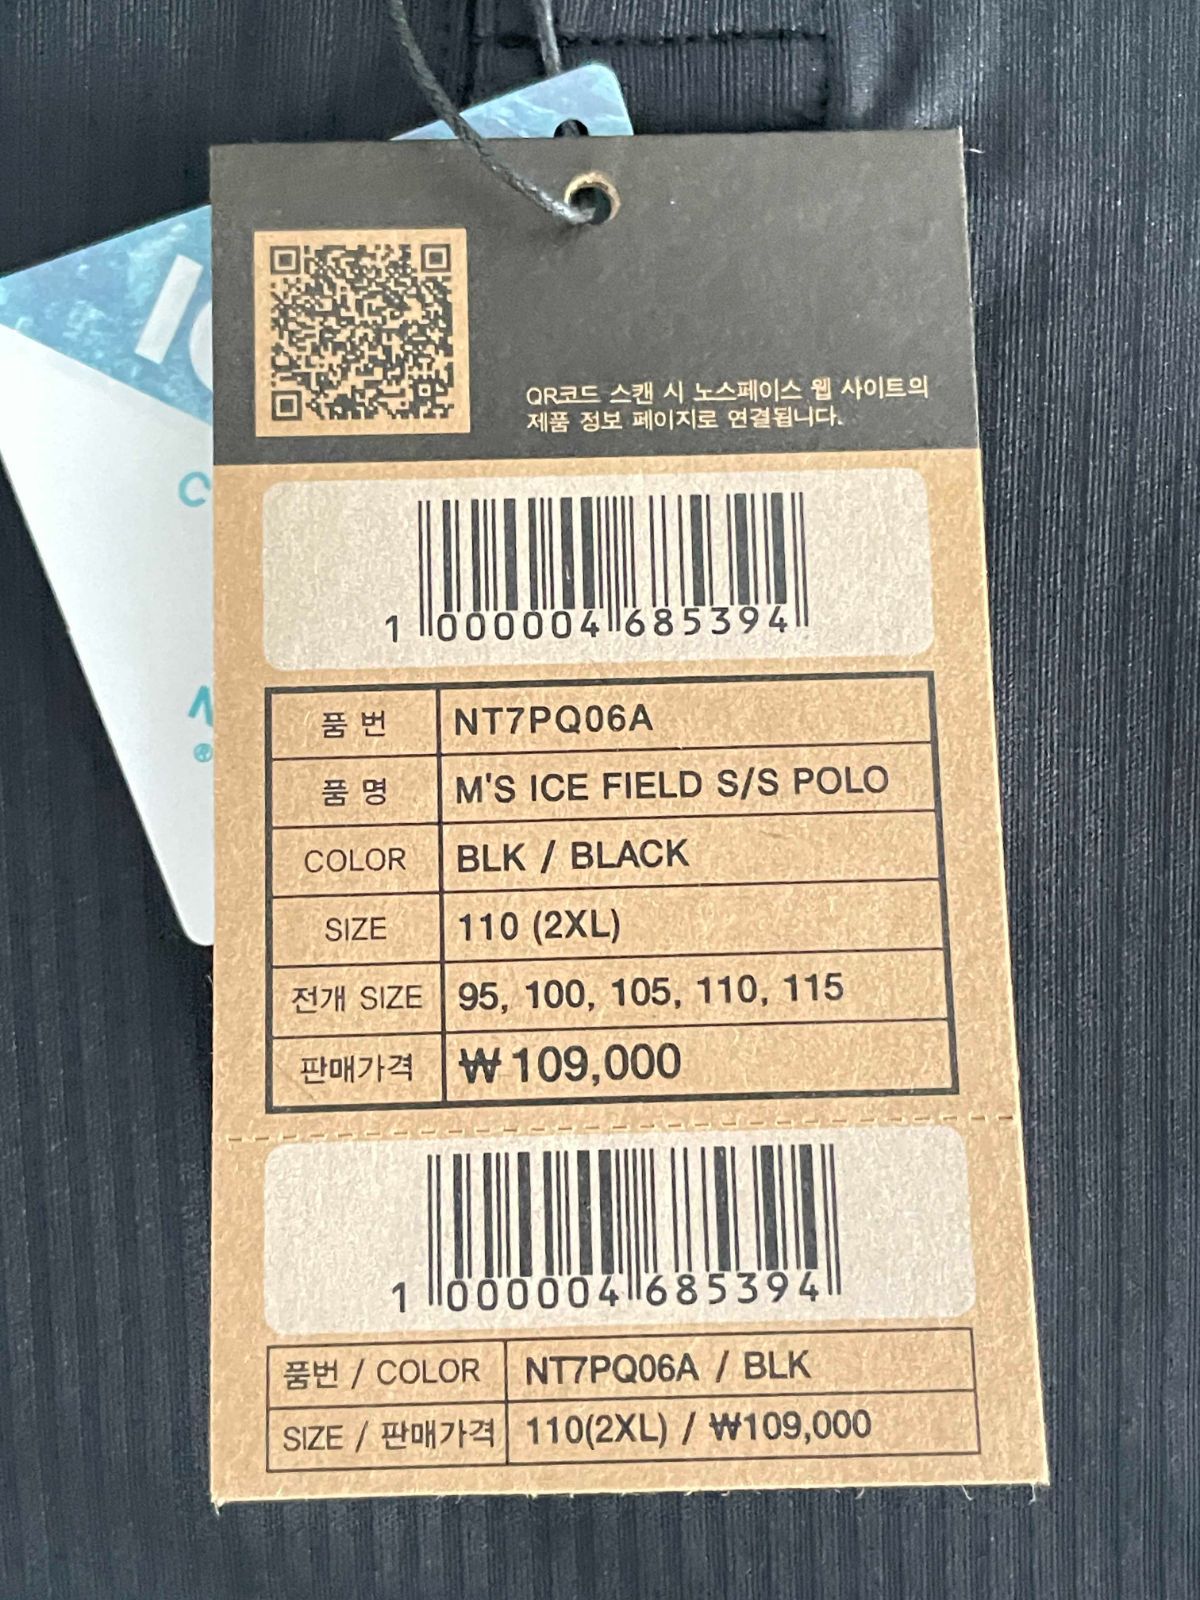 QR코드 스캔 시 노스페이스 웹 사이트의
제품 정보 페이지로 연결됩니다.
1 000004 685394
품 번 NT7PQ06A
품 명 M'S ICE FIELD S/S POLO
COLOR BLK / BLACK
SIZE 110 (2XL)
전개 SIZE 95, 100, 105, 110, 115
판매가격 ₩109,000
1 000004 685394
품번 / COLOR NT7PQ06A / BLK
SIZE / 판매가격 110(2XL) / ₩109,000